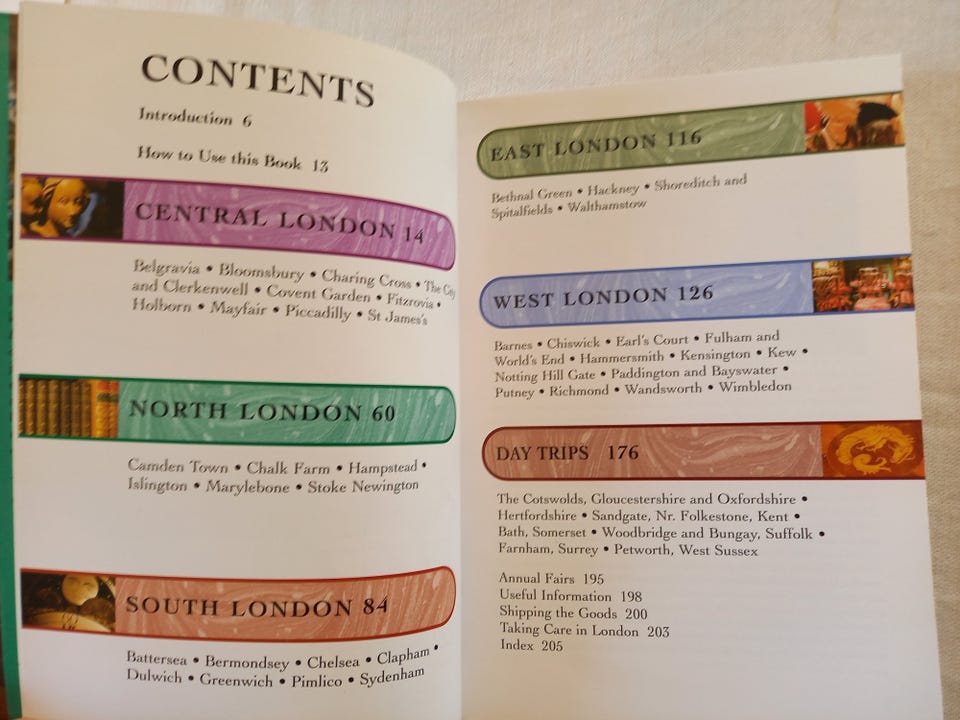 CONTENTS
Introduction 6
How to Use this Book 13
CENTRAL LONDON 14
Belgravia • Bloomsbury • Charing Cross • The City
and Clerkenwell • Covent Garden • Fitzrovia •
Holborn • Mayfair • Piccadilly • St James's
NORTH LONDON 60
Camden Town • Chalk Farm • Hampstead •
Islington • Marylebone • Stoke Newington
SOUTH LONDON 84
Battersea • Bermondsey • Chelsea • Clapham •
Dulwich • Greenwich • Pimlico • Sydenham
EAST LONDON 116
Bethnal Green • Hackney • Shoreditch and
Spitalfields • Walthamstow
WEST LONDON 126
Barnes • Chiswick • Earl's Court • Fulham and
World's End • Hammersmith • Kensington • Kew •
Notting Hill Gate • Paddington and Bayswater •
Putney • Richmond • Wandsworth • Wimbledon
DAY TRIPS 176
The Cotswolds, Gloucestershire and Oxfordshire •
Hertfordshire • Sandgate, Nr. Folkestone, Kent •
Bath, Somerset • Woodbridge and Bungay, Suffolk •
Farnham, Surrey • Petworth, West Sussex
Annual Fairs 195
Useful Information 198
Shipping the Goods 200
Taking Care in London 203
Index 205